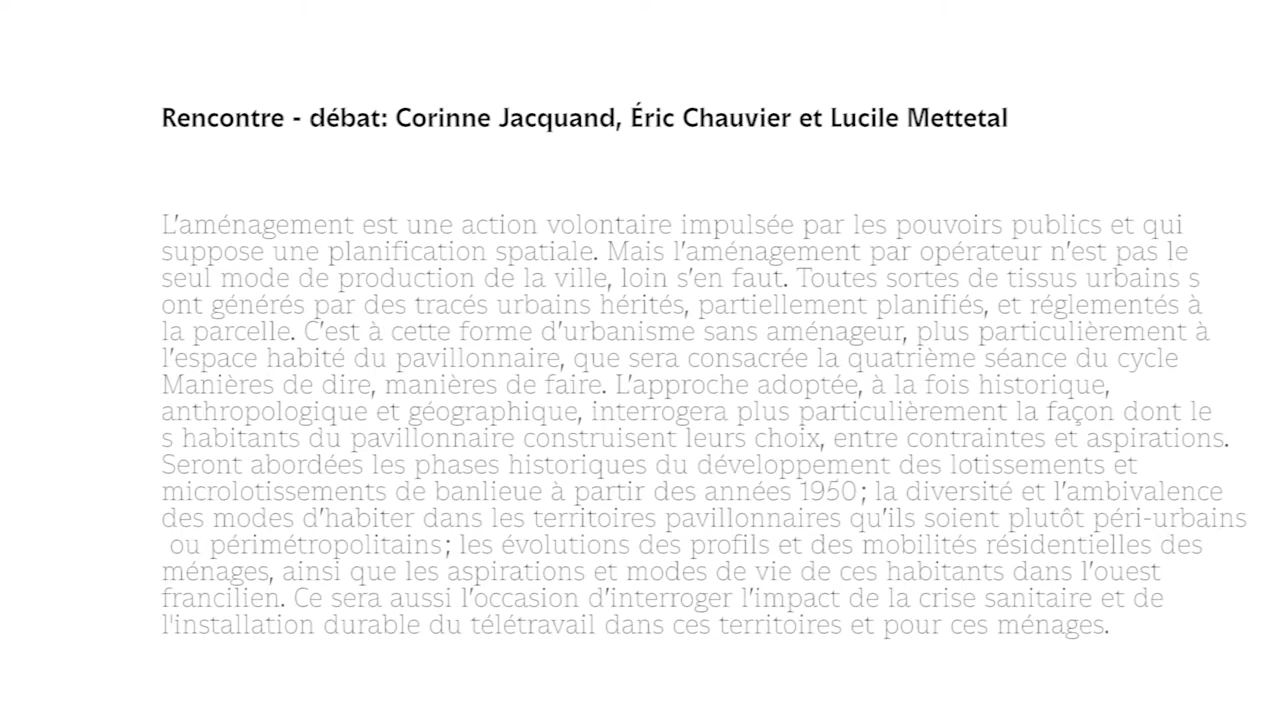 Rencontre - débat: Corinne Jacquand, Éric Chauvier et Lucile Mettetal
L'aménagement est une action volontaire impulsée par les pouvoirs publics et qui
suppose une planification spatiale. Mais l'aménagement par opérateur n'est pas le
seul mode de production de la ville, loin s'en faut. Toutes sortes de tissus urbains s
ont générés par des tracés urbains hérités, partiellement planifiés, et réglementés à
la parcelle. C'est à cette forme d'urbanisme sans aménageur, plus particulièrement à
l'espace habité du pavillonnaire, que sera consacrée la quatrième séance du cycle
Manières de dire, manières de faire. L'approche adoptée, à la fois historique,
anthropologique et géographique, interrogera plus particulièrement la façon dont le
s habitants du pavillonnaire construisent leurs choix, entre contraintes et aspirations.
Seront abordées les phases historiques du développement des lotissements et
microlotissements de banlieue à partir des années 1950; la diversité et l'ambivalence
des modes d'habiter dans les territoires pavillonnaires qu'ils soient plutôt péri-urbains
ou périmétropolitains; les évolutions des profils et des mobilités résidentielles des
ménages, ainsi que les aspirations et modes de vie de ces habitants dans l'ouest
francilien. Ce sera aussi l'occasion d'interroger l'impact de la crise sanitaire et de
l'installation durable du télétravail dans ces territoires et pour ces ménages.